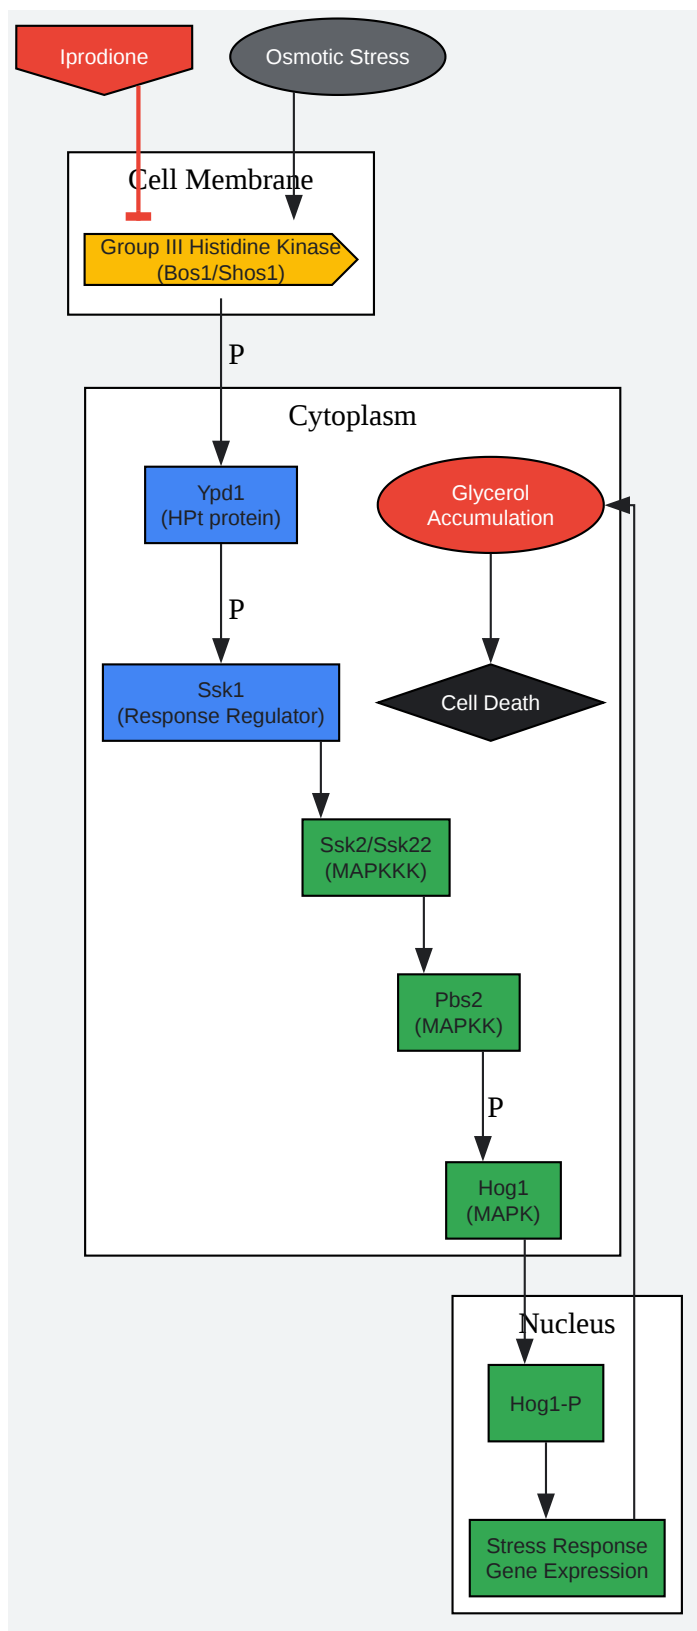 Iprodione
Osmotic Stress
Cell Membrane
Group III Histidine Kinase
(Bos1/Shos1)
P
Cytoplasm
Ypd1
(HPt protein)
Glycerol
Accumulation
P
Ssk1
(Response Regulator)
Cell Death
Ssk2/Ssk22
(MAPKKK)
Pbs2
(MAPKK)
P
Hog1
(MAPK)
Nucleus
Hog1-P
Stress Response
Gene Expression